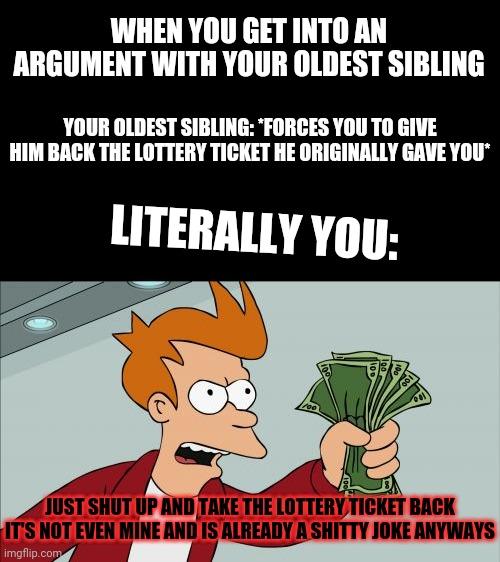 WHEN YOU GET INTO AN
ARGUMENT WITH YOUR OLDEST SIBLING
YOUR OLDEST SIBLING: *FORCES YOU TO GIVE
HIM BACK THE LOTTERY TICKET HE ORIGINALLY GAVE YOU*
LITERALLY YOU:
JUST SHUT UP AND TAKE THE LOTTERY TICKET BACK
IT'S NOT EVEN MINE AND IS ALREADY A SHITTY JOKE ANYWAYS
imgflip.com